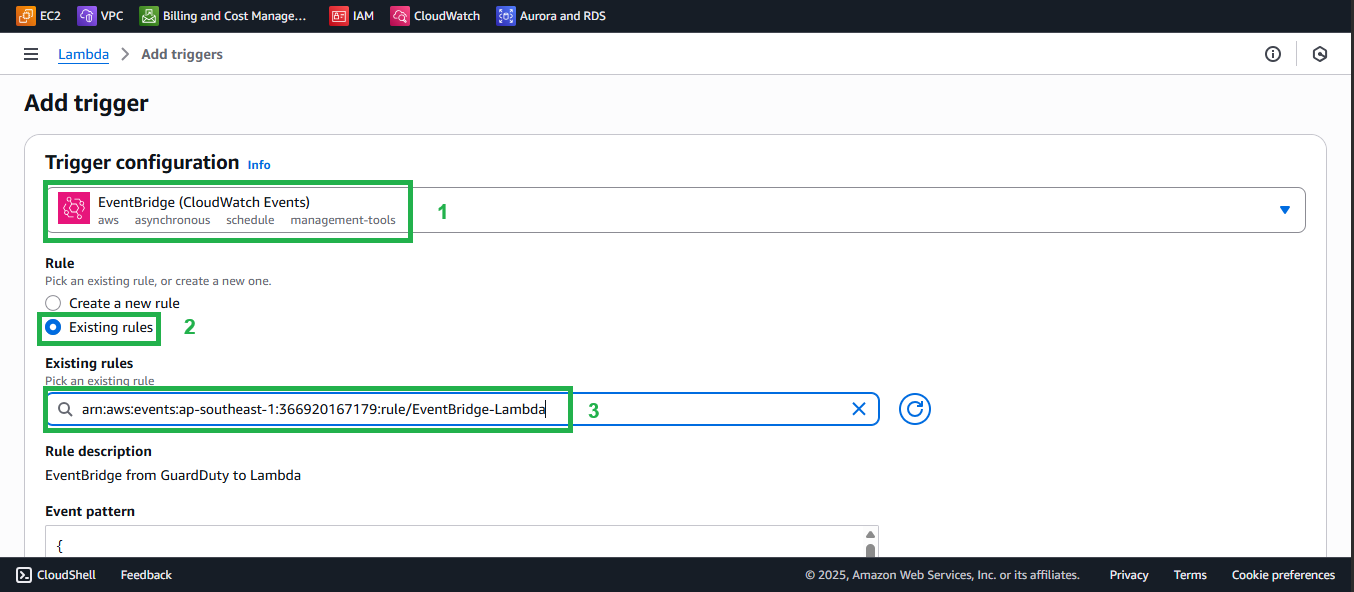 EC2 VPC Billing and Cost Manage... IAM CloudWatch Aurora and RDS
Lambda > Add triggers
Add trigger
Trigger configuration Info
EventBridge (CloudWatch Events)
aws asynchronous schedule management-tools
1
Rule
Pick an existing rule, or create a new one.
Create a new rule
Existing rules
2
Existing rules
Pick an existing rule
arn:aws:events:ap-southeast-1:366920167179:rule/EventBridge-Lambda
3
Rule description
EventBridge from GuardDuty to Lambda
Event pattern
{
CloudShell Feedback © 2025, Amazon Web Services, Inc. or its affiliates. Privacy Terms Cookie preferences